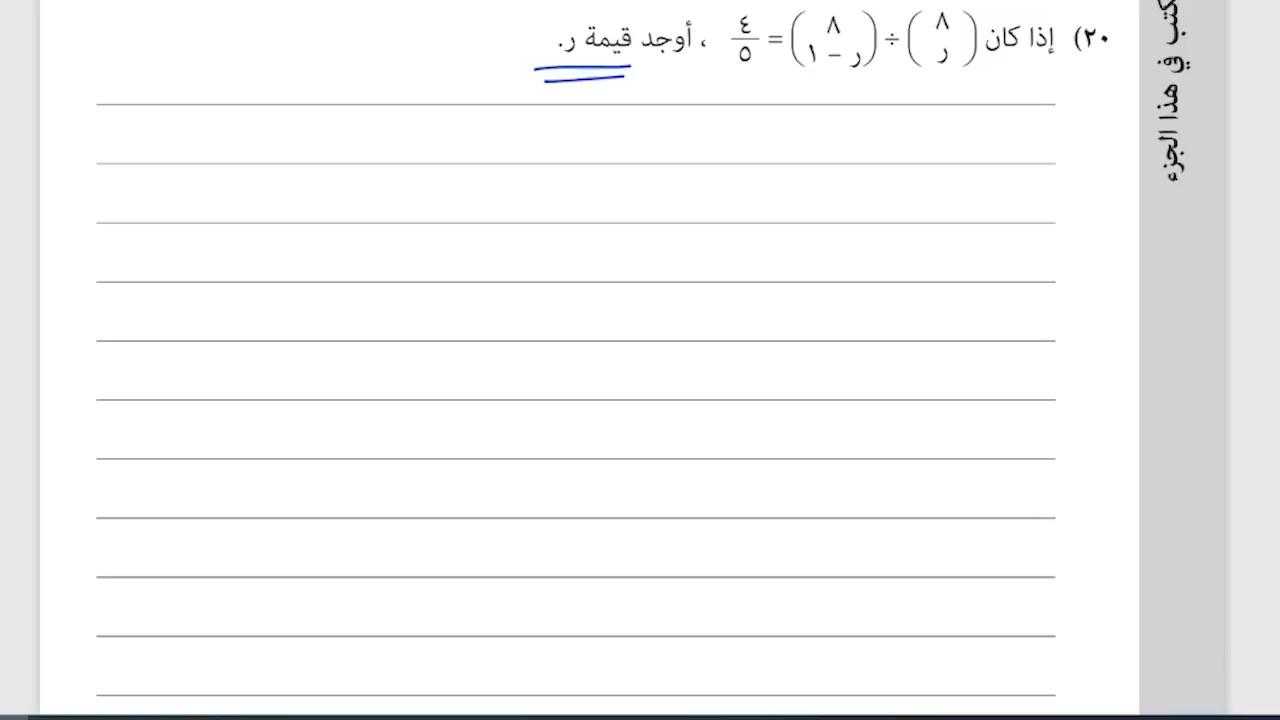 ٢٠) إذا كان (٨ ر) ÷ (٨ ر − ١) = ٤/٥ ، أوجد قيمة ر.
كتب في هذا الجزء